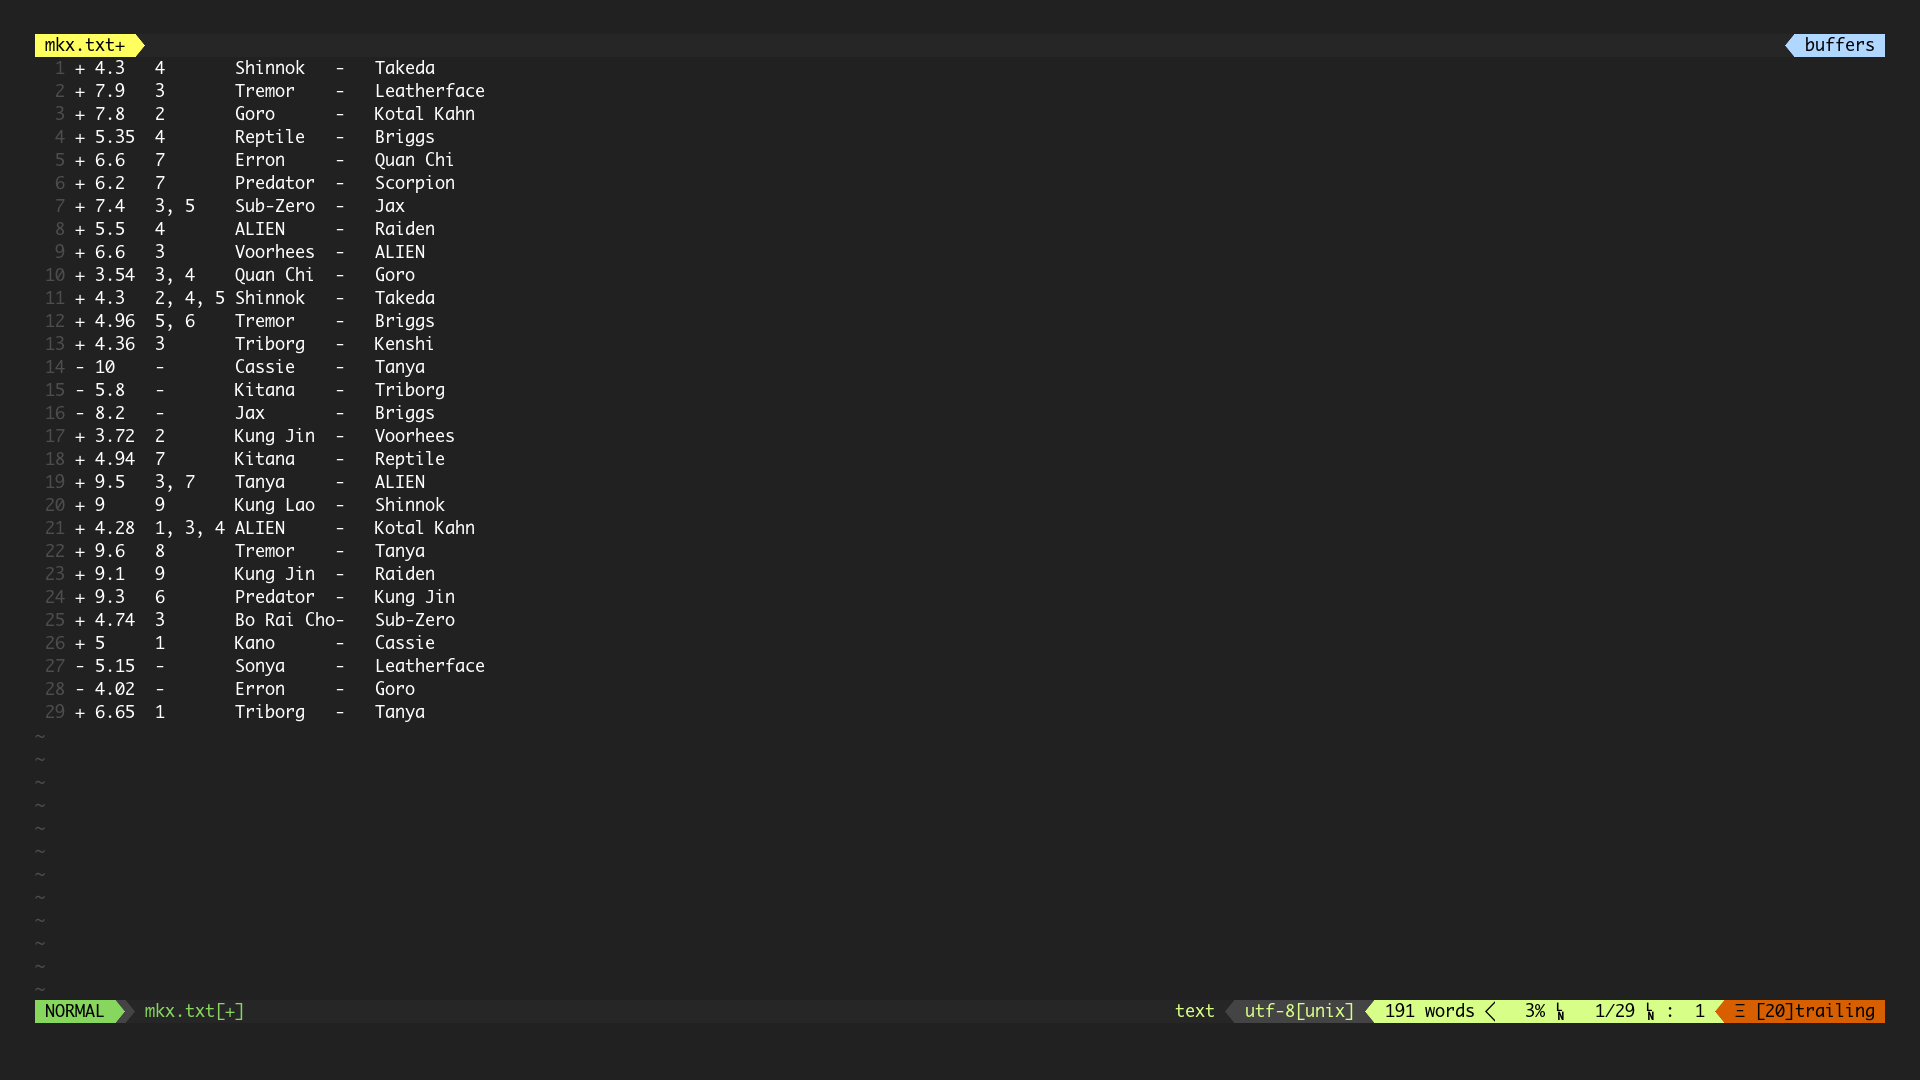 mkx.txt+ buffers
1 + 4.3 4 Shinnok - Takeda
2 + 7.9 3 Tremor - Leatherface
3 + 7.8 2 Goro - Kotal Kahn
4 + 5.35 4 Reptile - Briggs
5 + 6.6 7 Erron - Quan Chi
6 + 6.2 7 Predator - Scorpion
7 + 7.4 3, 5 Sub-Zero - Jax
8 + 5.5 4 ALIEN - Raiden
9 + 6.6 3 Voorhees - ALIEN
10 + 3.54 3, 4 Quan Chi - Goro
11 + 4.3 2, 4, 5 Shinnok - Takeda
12 + 4.96 5, 6 Tremor - Briggs
13 + 4.36 3 Triborg - Kenshi
14 - 10 - Cassie - Tanya
15 - 5.8 - Kitana - Triborg
16 - 8.2 - Jax - Briggs
17 + 3.72 2 Kung Jin - Voorhees
18 + 4.94 7 Kitana - Reptile
19 + 9.5 3, 7 Tanya - ALIEN
20 + 9 9 Kung Lao - Shinnok
21 + 4.28 1, 3, 4 ALIEN - Kotal Kahn
22 + 9.6 8 Tremor - Tanya
23 + 9.1 9 Kung Jin - Raiden
24 + 9.3 6 Predator - Kung Jin
25 + 4.74 3 Bo Rai Cho- Sub-Zero
26 + 5 1 Kano - Cassie
27 - 5.15 - Sonya - Leatherface
28 - 4.02 - Erron - Goro
29 + 6.65 1 Triborg - Tanya
~
~
~
~
~
~
~
~
~
~
~
~
NORMAL mkx.txt[+] text utf-8[unix] 191 words 3% ␤ 1/29 ␤ : 1 Ξ [20]trailing